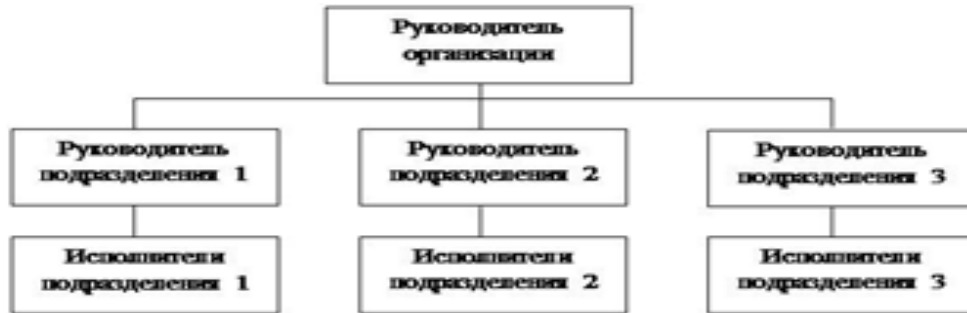 Руководитель
организации
Руководитель
подразделения 1
Руководитель
подразделения 2
Руководитель
подразделения 3
Исполнители
подразделения 1
Исполнители
подразделения 2
Исполнители
подразделения 3